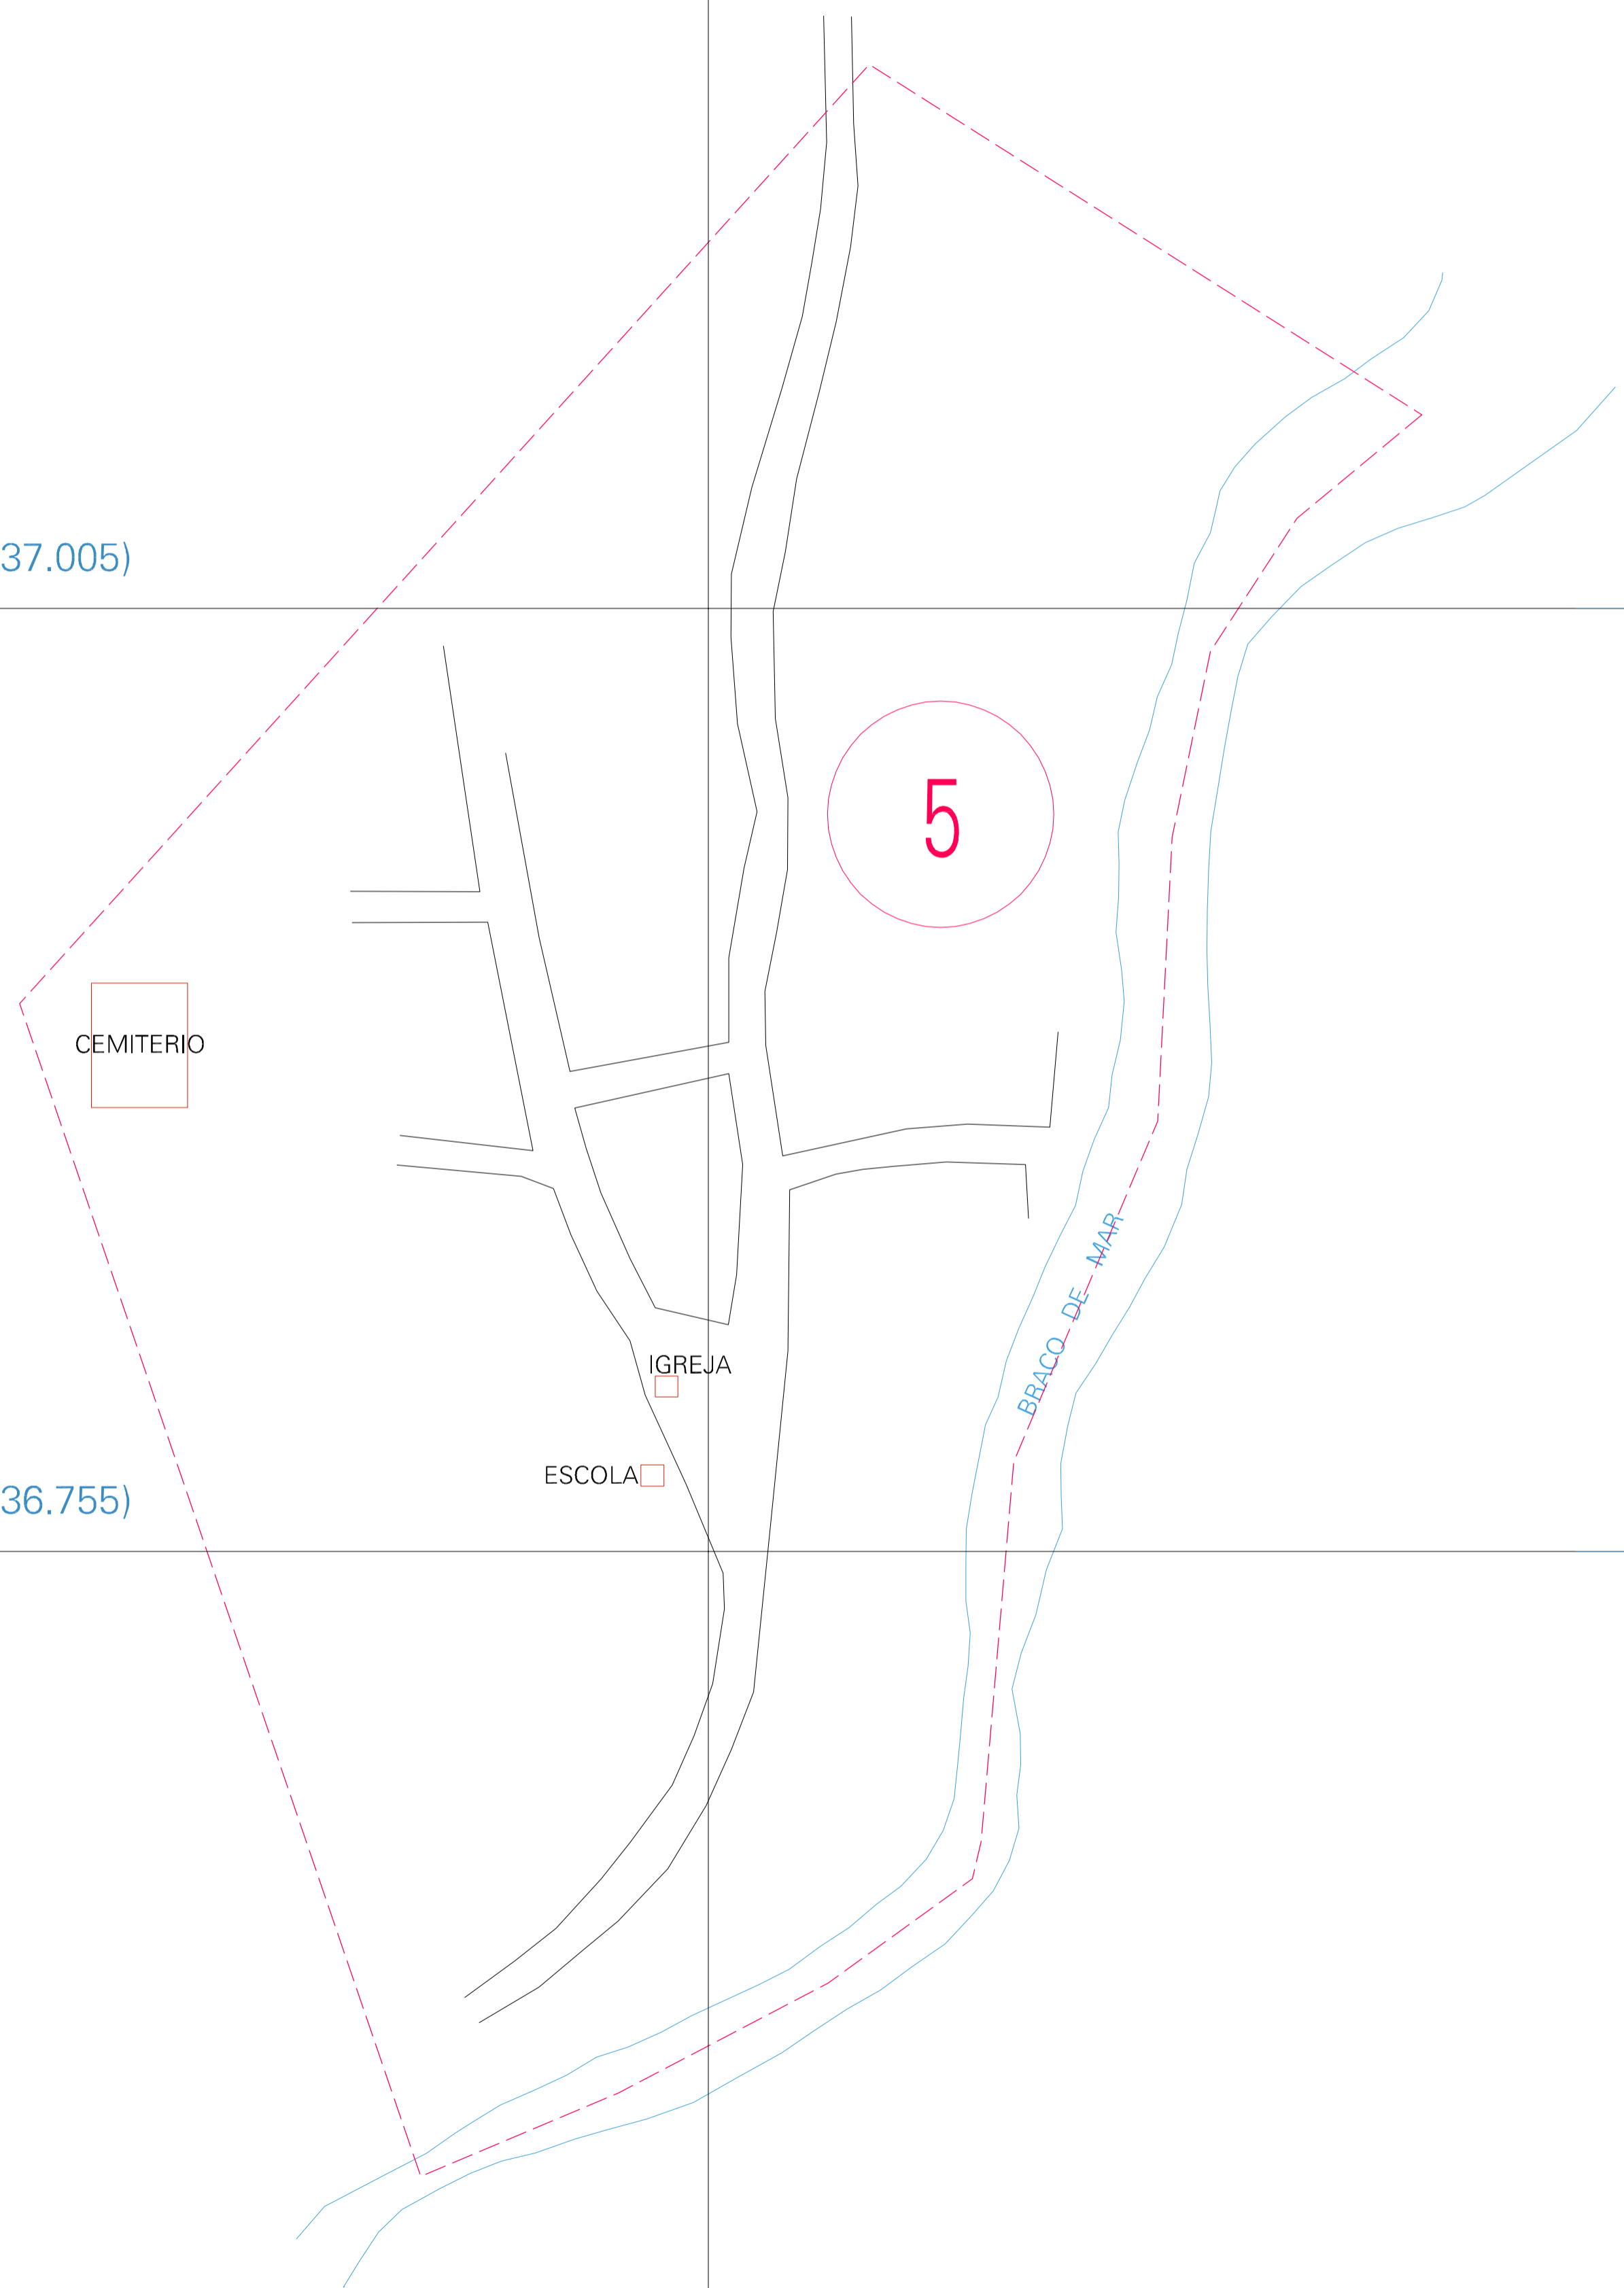 37.005)
5
CEMITERIO
BRACO DE MAR
IGREJA
ESCOLA
36.755)